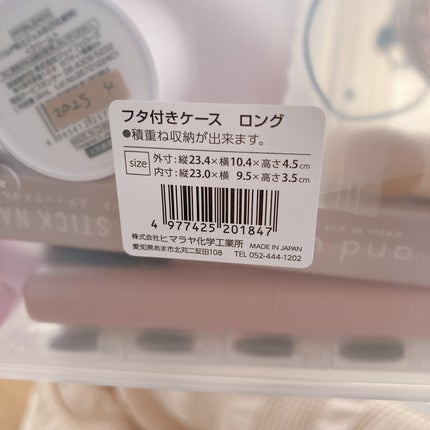 フタ付きケース ロング
●積重ね収納が出来ます。
size
外寸：縦23.4×横10.4×高さ4.5cm
内寸：縦23.0×横 9.5×高さ3.5cm
4 977425 201847
株式会社ヒマラヤ化学工業所 MADE IN JAPAN
愛知県あま市北苅二反田108 TEL 052-444-1202
2025.4
STICK NA
and